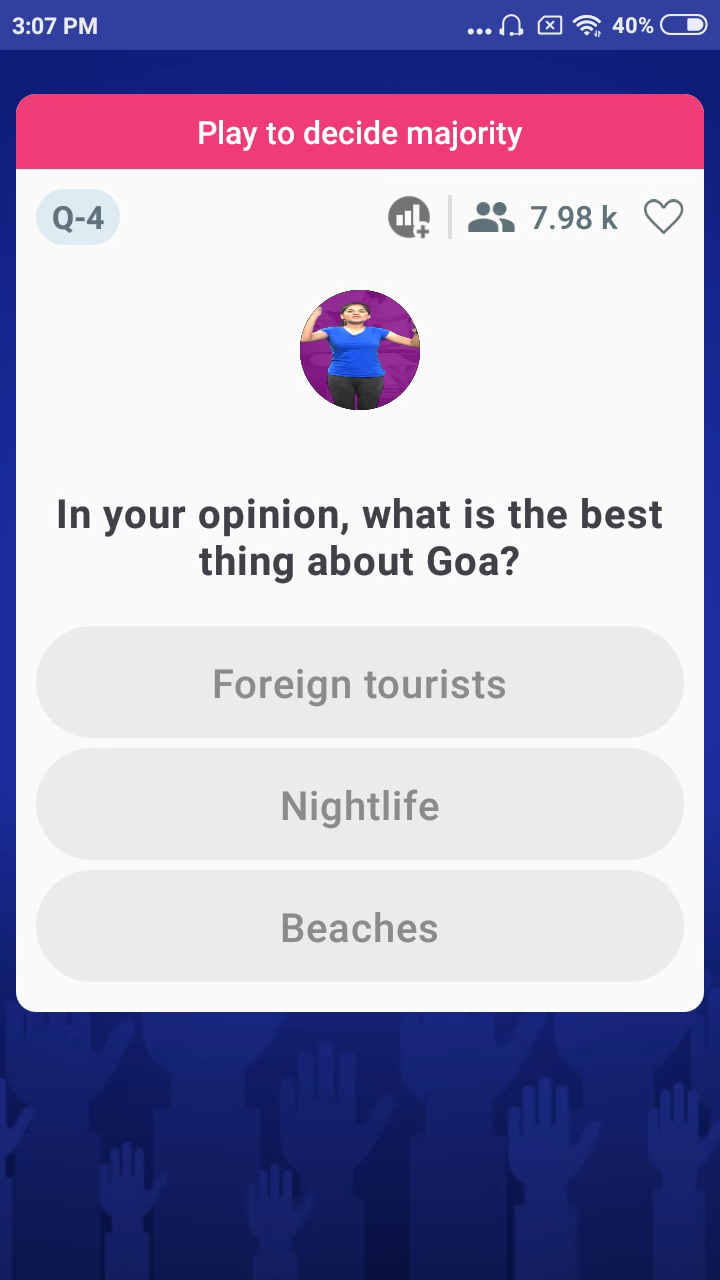 3:07 PM
40%
Play to decide majority
Q-4
7.98 k
In your opinion, what is the best
thing about Goa?
Foreign tourists
Nightlife
Beaches